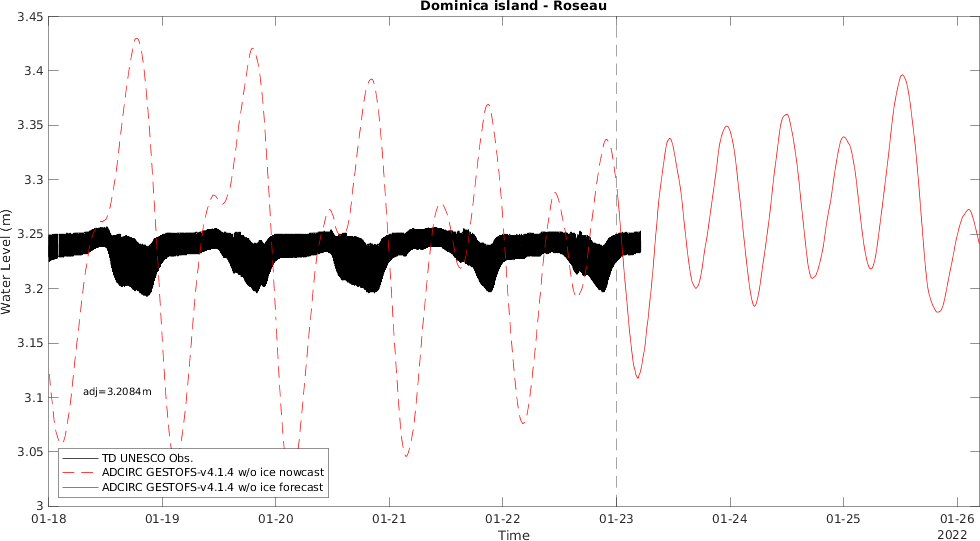 Dominica island - Roseau
3.45
3.4
3.35
3.3
3.25
3.2
3.15
3.1
3.05
3
Water Level (m)
adj=3.2084m
TD UNESCO Obs.
ADCIRC GESTOFS-v4.1.4 w/o ice nowcast
ADCIRC GESTOFS-v4.1.4 w/o ice forecast
01-18 01-19 01-20 01-21 01-22 01-23 01-24 01-25 01-26
Time
2022